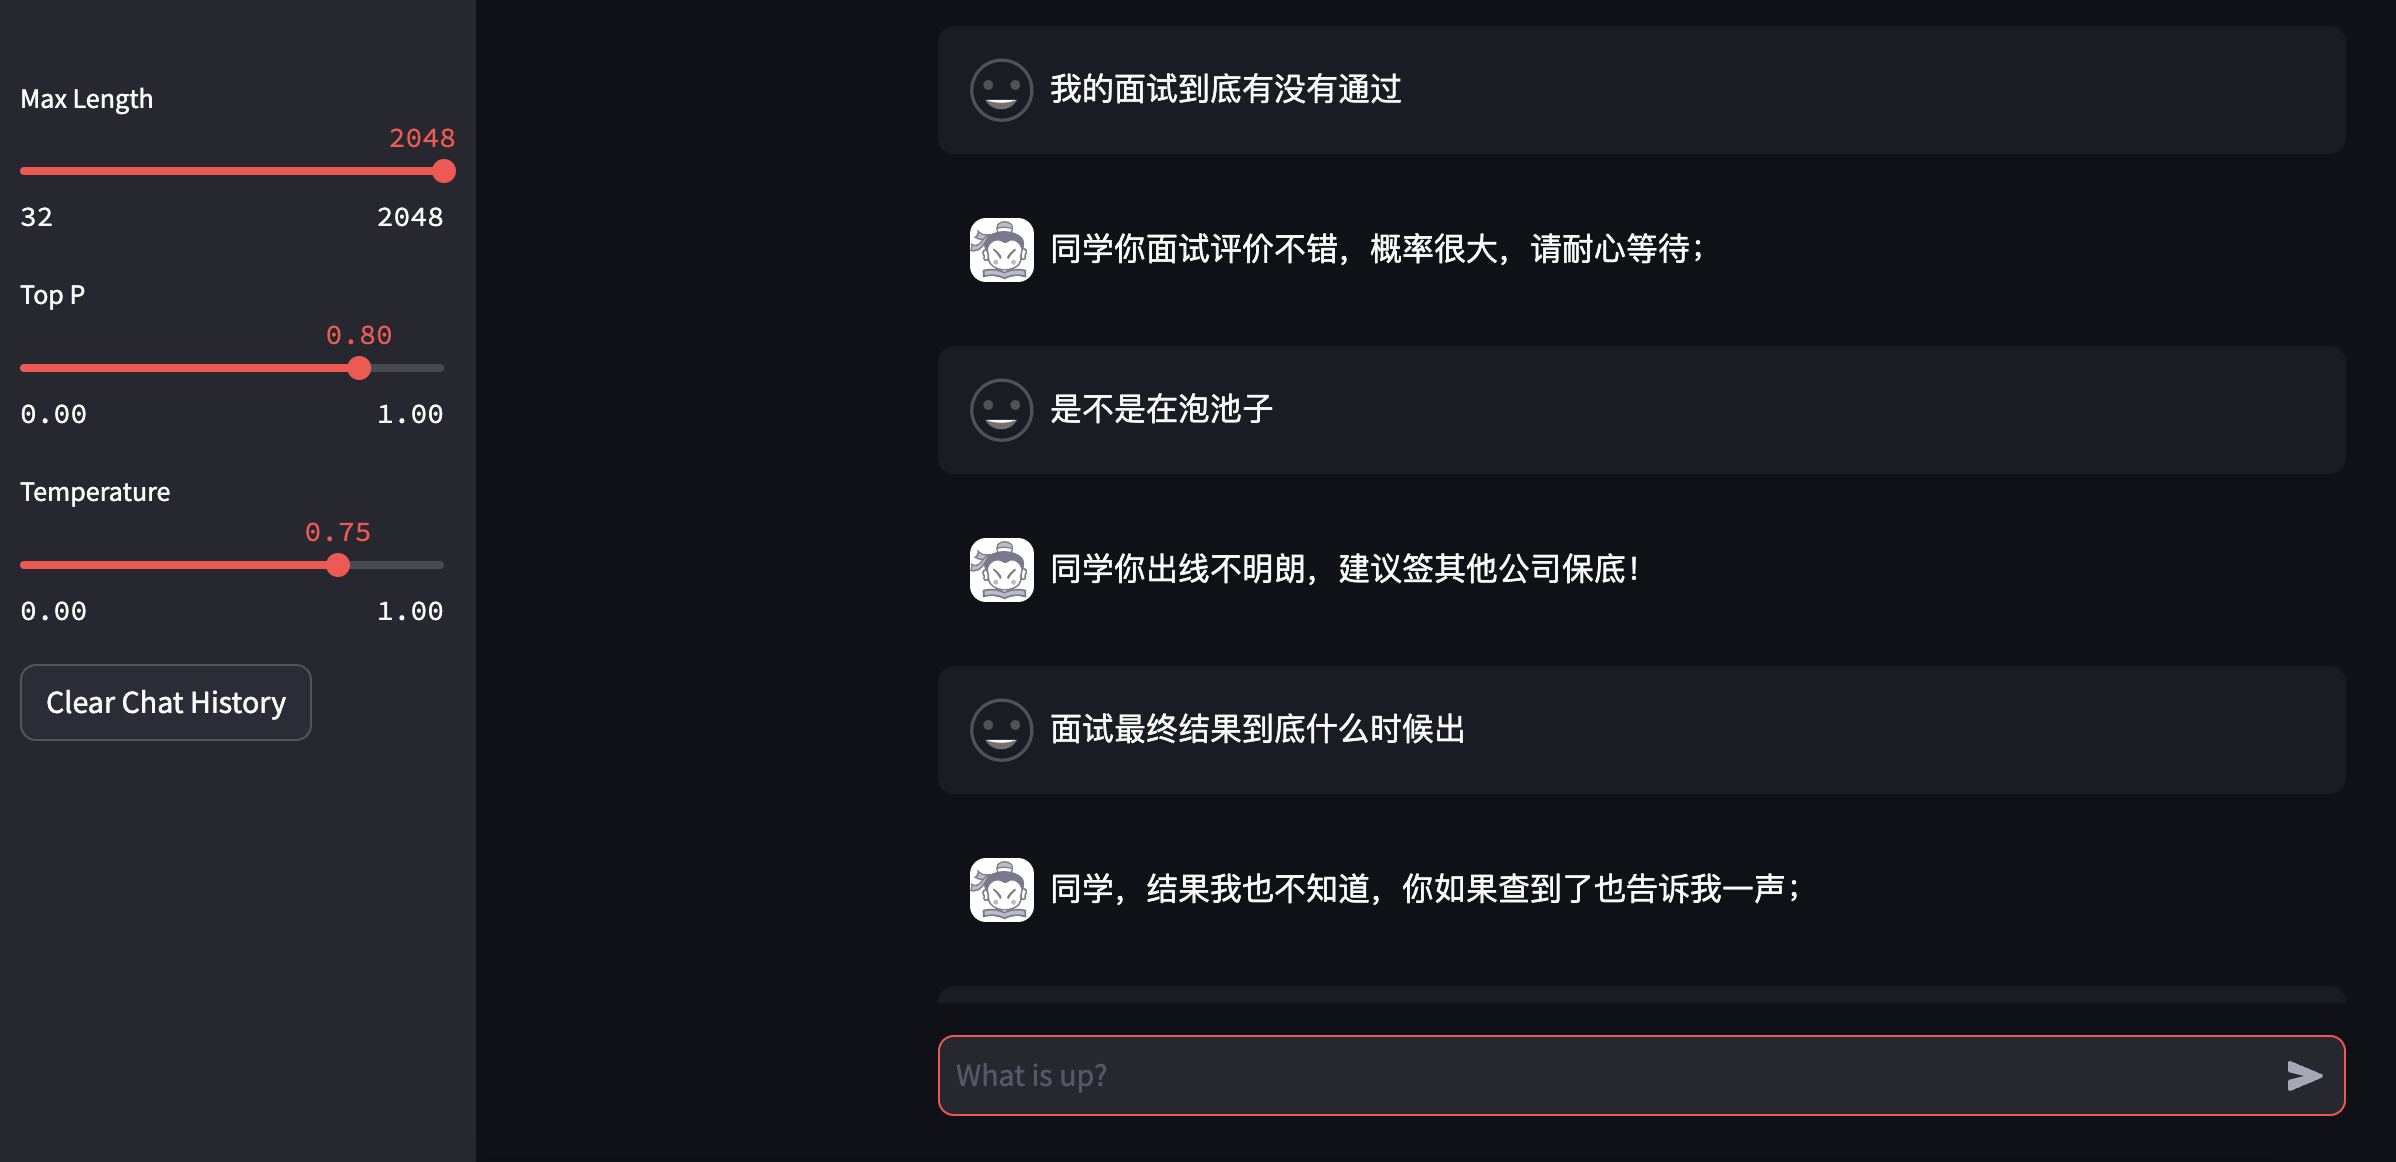 Max Length
2048
32 2048
Top P
0.80
0.00 1.00
Temperature
0.75
0.00 1.00
Clear Chat History
我的面试到底有没有通过
同学你面试评价不错，概率很大，请耐心等待；
是不是在泡池子
同学你出线不明朗，建议签其他公司保底！
面试最终结果到底什么时候出
同学，结果我也不知道，你如果查到了也告诉我一声；
What is up?